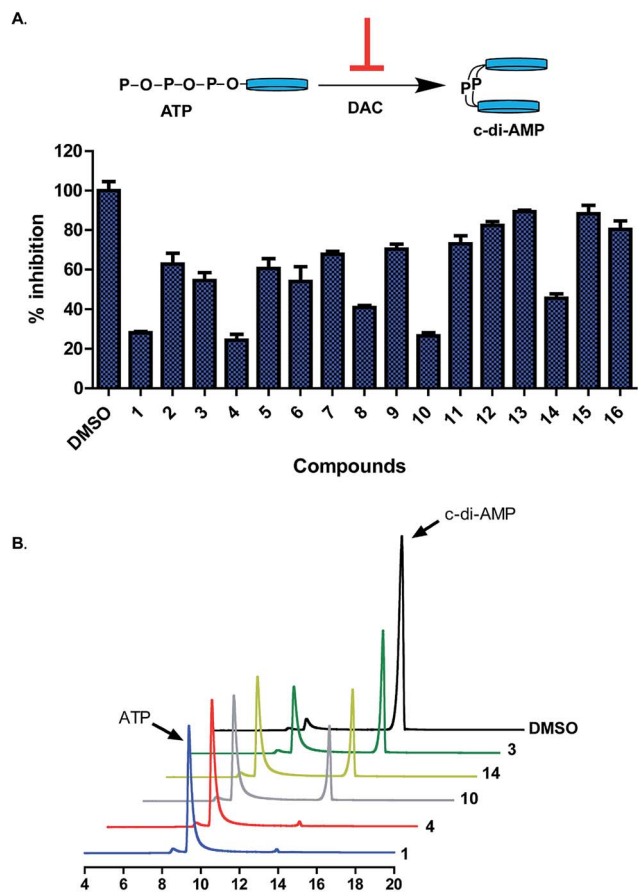 A.
P-O-P-O-P-O
ATP
DAC
PP
c-di-AMP
% inhibition
120
100
80
60
40
20
0
DMSO 1 2 3 4 5 6 7 8 9 10 11 12 13 14 15 16
Compounds
B.
c-di-AMP
ATP
DMSO
3
14
10
4
1
4 6 8 10 12 14 16 18 20